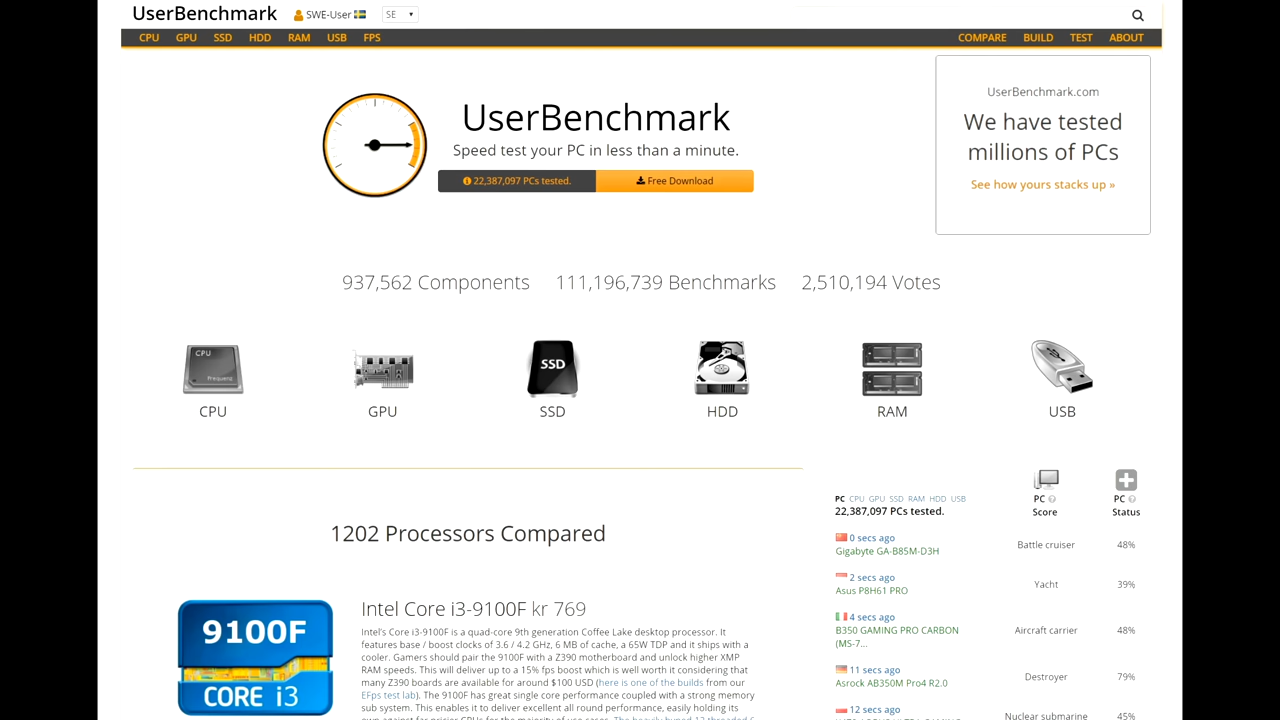 UserBenchmark
SWE-User
SE
CPU GPU SSD HDD RAM USB FPS
COMPARE BUILD TEST ABOUT
UserBenchmark
Speed test your PC in less than a minute.
22,387,097 PCs tested.
Free Download
UserBenchmark.com
We have tested
millions of PCs
See how yours stacks up »
937,562 Components 111,196,739 Benchmarks 2,510,194 Votes
CPU
Frequenz
SSD
CPU GPU SSD HDD RAM USB
1202 Processors Compared
9100F
CORE i3
Intel Core i3-9100F kr 769
Intel's Core i3-9100F is a quad-core 9th generation Coffee Lake desktop processor. It
features base / boost clocks of 3.6 / 4.2 GHz, 6 MB of cache, a 65W TDP and it ships with a
cooler. Gamers should pair the 9100F with a Z390 motherboard and unlock higher XMP
RAM speeds. This will deliver up to a 15% fps boost which is well worth it considering that
many Z390 boards are available for around $100 USD (here is one of the builds from our
EFps test lab). The 9100F has great single core performance coupled with a strong memory
sub system. This enables it to deliver excellent all round performance, easily holding its
PC CPU GPU SSD RAM HDD USB
22,387,097 PCs tested.
PC
Score
PC
Status
0 secs ago
Gigabyte GA-B85M-D3H
Battle cruiser
48%
2 secs ago
Asus P8H61 PRO
Yacht
39%
4 secs ago
B350 GAMING PRO CARBON
(MS-7...
Aircraft carrier
48%
11 secs ago
Asrock AB350M Pro4 R2.0
Destroyer
79%
12 secs ago
Nuclear submarine
45%